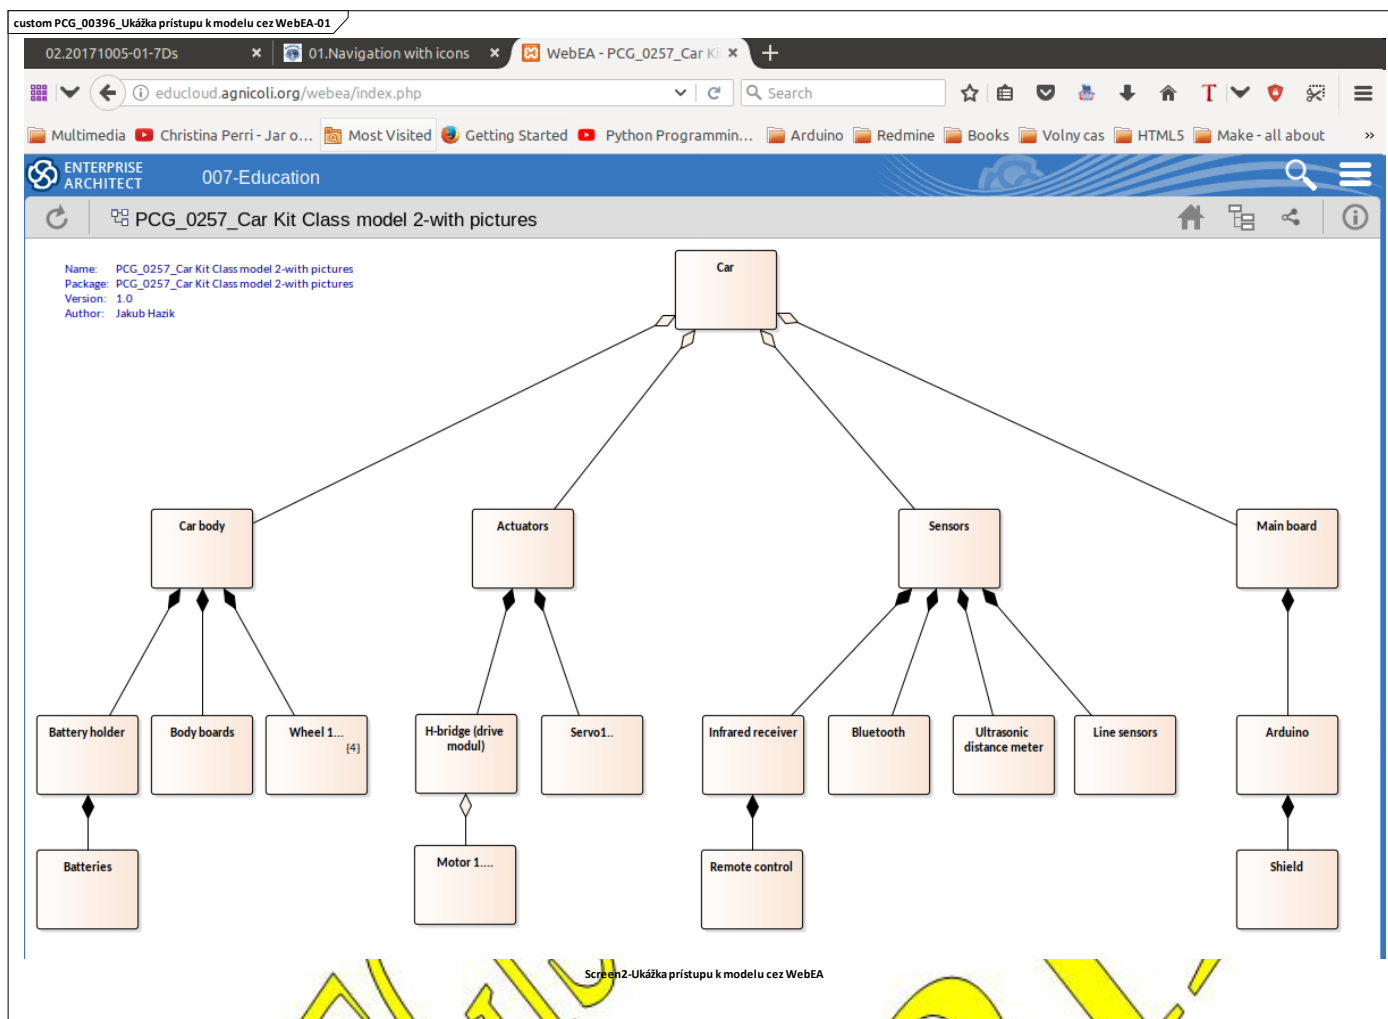 custom PCG_00396_Ukážka prístupu k modelu cez WebEA-01
02.20171005-01-7Ds
01.Navigation with icons
WebEA - PCG_0257_Car Ki
educloud.agnicoli.org/webea/index.php
Search
Multimedia
Christina Perri - Jar o...
Most Visited
Getting Started
Python Programmin...
Arduino
Redmine
Books
Volny cas
HTML5
Make - all about
»
ENTERPRISE
ARCHITECT
007-Education
PCG_0257_Car Kit Class model 2-with pictures
Name: PCG_0257_Car Kit Class model 2-with pictures
Package: PCG_0257_Car Kit Class model 2-with pictures
Version: 1.0
Author: Jakub Hazik
Car
Car body
Actuators
Sensors
Main board
Battery holder
Body boards
Wheel 1...
{4}
H-bridge (drive
modul)
Servo1..
Infrared receiver
Bluetooth
Ultrasonic
distance meter
Line sensors
Arduino
Batteries
Motor 1....
Remote control
Shield
Screen2-Ukážka prístupu k modelu cez WebEA